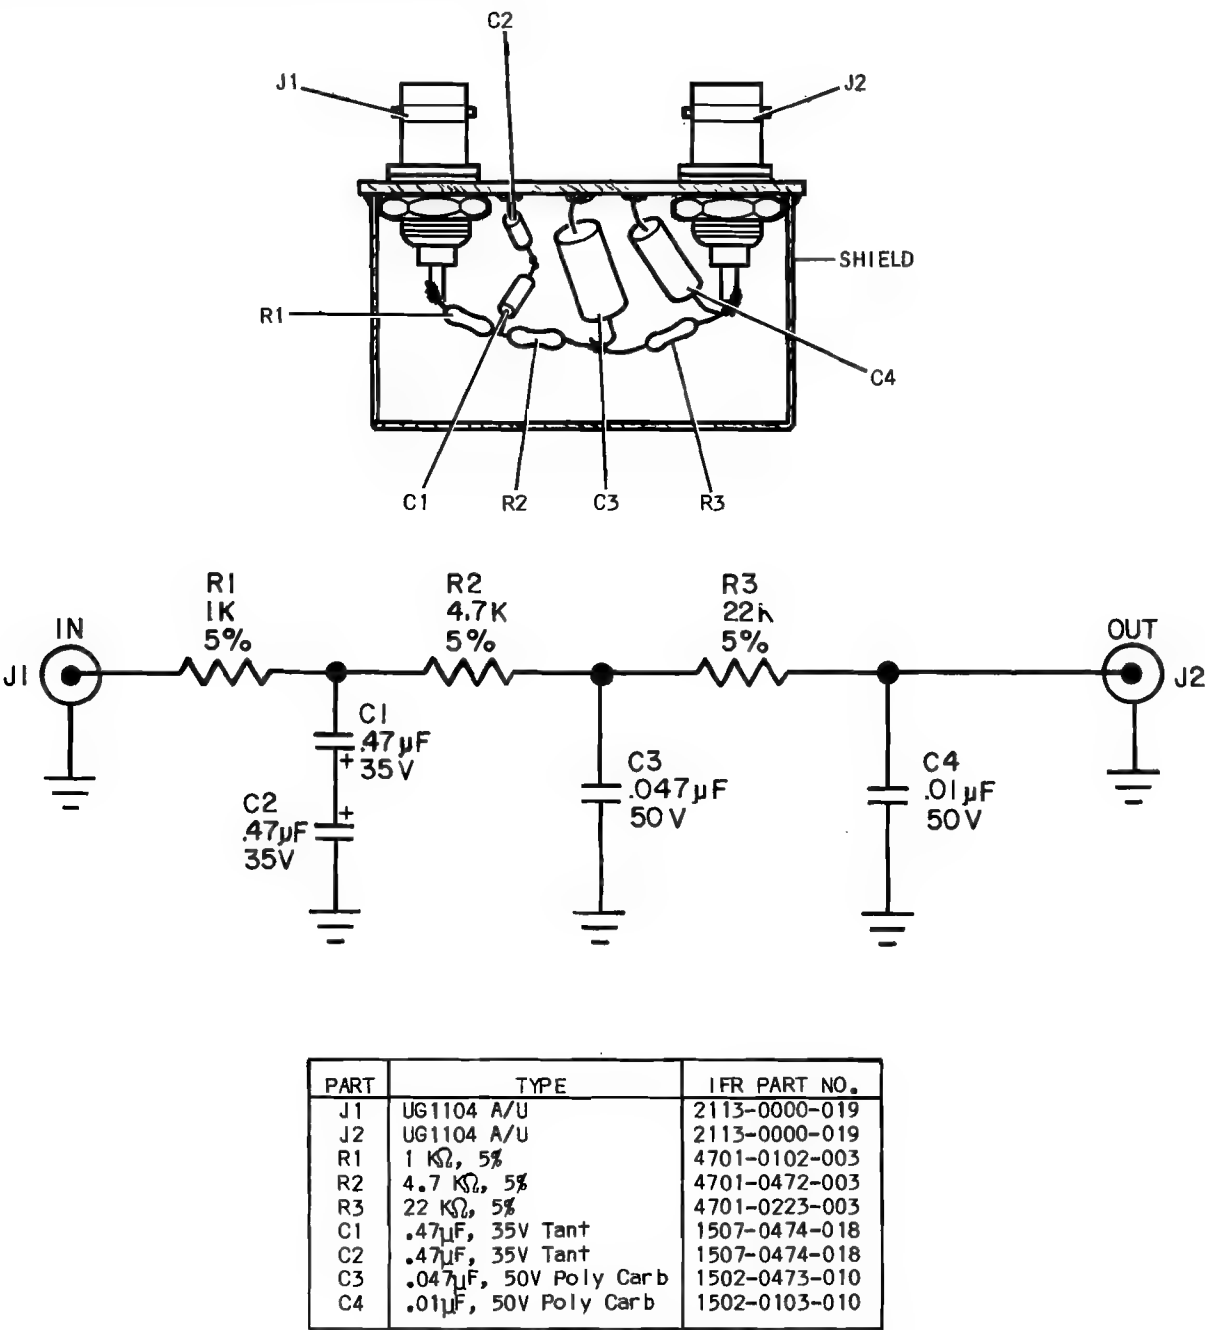 C2
J1
J2
SHIELD
R1
C4
C1
R2
C3
R3
R1
1K
5%
R2
4.7K
5%
R3
22K
5%
IN
OUT
J1
J2
C1
.47µF
35V
+
C2
.47µF
35V
+
C3
.047µF
50V
C4
.01µF
50V
PART TYPE IFR PART NO.
J1 UG1104 A/U 2113-0000-019
J2 UG1104 A/U 2113-0000-019
R1 1 KΩ, 5% 4701-0102-003
R2 4.7 KΩ, 5% 4701-0472-003
R3 22 KΩ, 5% 4701-0223-003
C1 .47µF, 35V Tant 1507-0474-018
C2 .47µF, 35V Tant 1507-0474-018
C3 .047µF, 50V Poly Carb 1502-0473-010
C4 .01µF, 50V Poly Carb 1502-0103-010